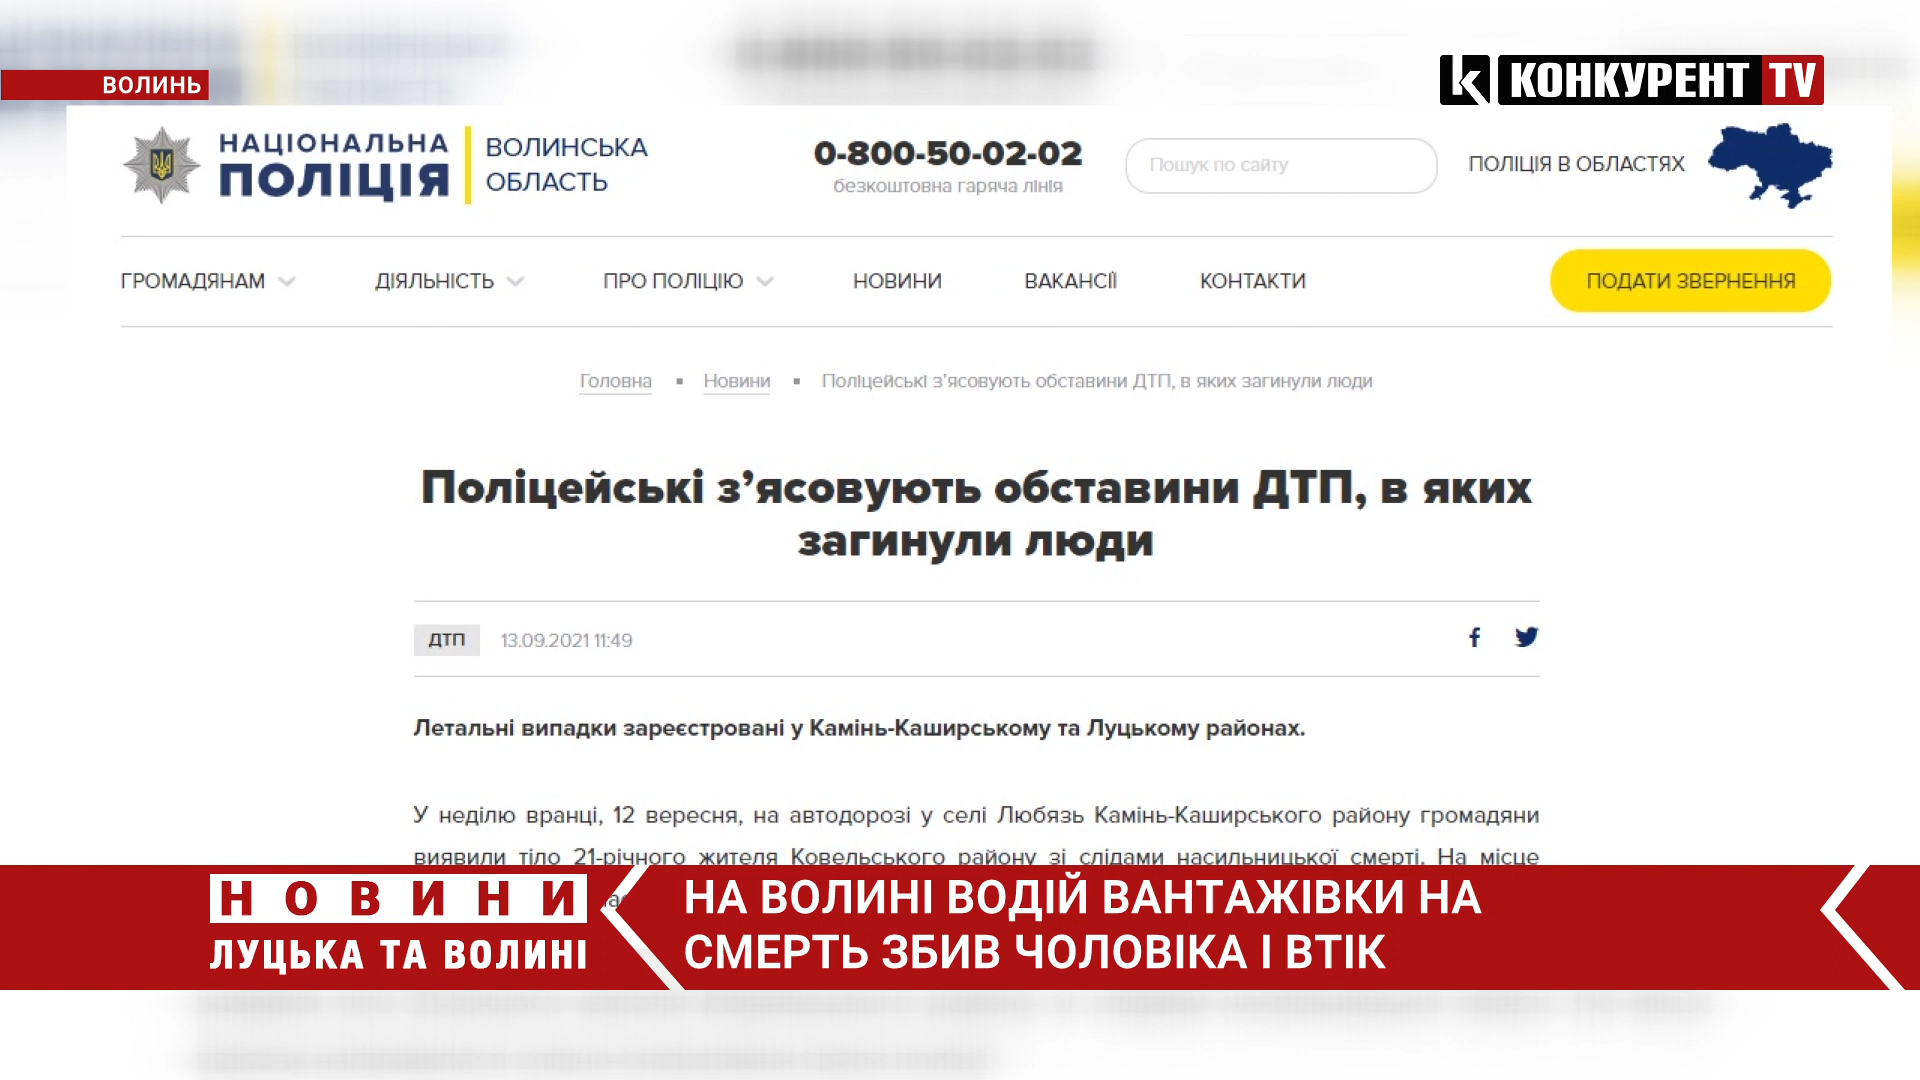 ВОЛИНЬ
КОНКУРЕНТ TV
НАЦІОНАЛЬНА
ПОЛІЦІЯ
ВОЛИНСЬКА
ОБЛАСТЬ
0-800-50-02-02
безкоштовна гаряча лінія
Пошук по сайту
ПОЛІЦІЯ В ОБЛАСТЯХ
ГРОМАДЯНАМ ДІЯЛЬНІСТЬ ПРО ПОЛІЦІЮ НОВИНИ ВАКАНСІЇ КОНТАКТИ ПОДАТИ ЗВЕРНЕННЯ
Головна ▪ Новини ▪ Поліцейські з’ясовують обставини ДТП, в яких загинули люди
Поліцейські з’ясовують обставини ДТП, в яких
загинули люди
ДТП 13.09.2021 11:49
Летальні випадки зареєстровані у Камінь-Каширському та Луцькому районах.
У неділю вранці, 12 вересня, на автодорозі у селі Любязь Камінь-Каширського району громадяни
виявили тіло 21-річного жителя Ковельського району зі слідами насильницької смерті. На місце
НОВИНИ
ЛУЦЬКА ТА ВОЛИНІ
НА ВОЛИНІ ВОДІЙ ВАНТАЖІВКИ НА
СМЕРТЬ ЗБИВ ЧОЛОВІКА І ВТІК